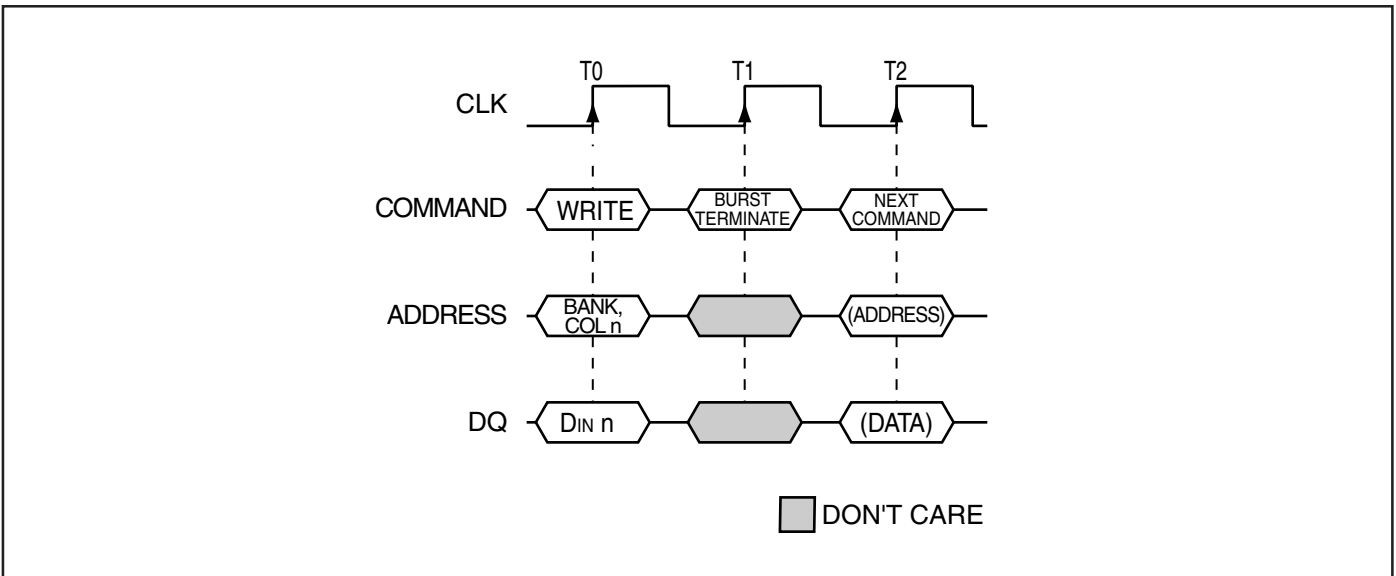 T0 T1 T2
CLK
COMMAND WRITE BURST TERMINATE NEXT COMMAND
ADDRESS BANK, COL n (ADDRESS)
DQ DIN n (DATA)
DON'T CARE